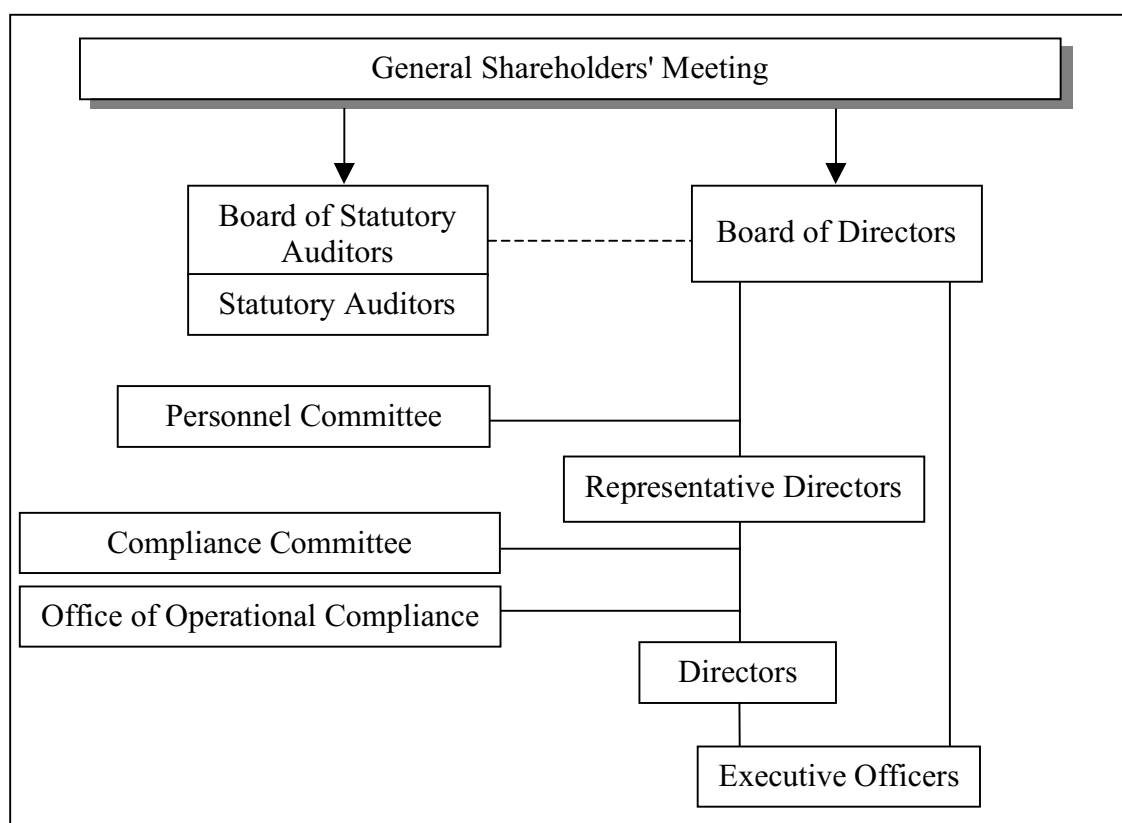 General Shareholders' Meeting
Board of Statutory
Auditors
Board of Directors
Statutory Auditors
Personnel Committee
Representative Directors
Compliance Committee
Office of Operational Compliance
Directors
Executive Officers